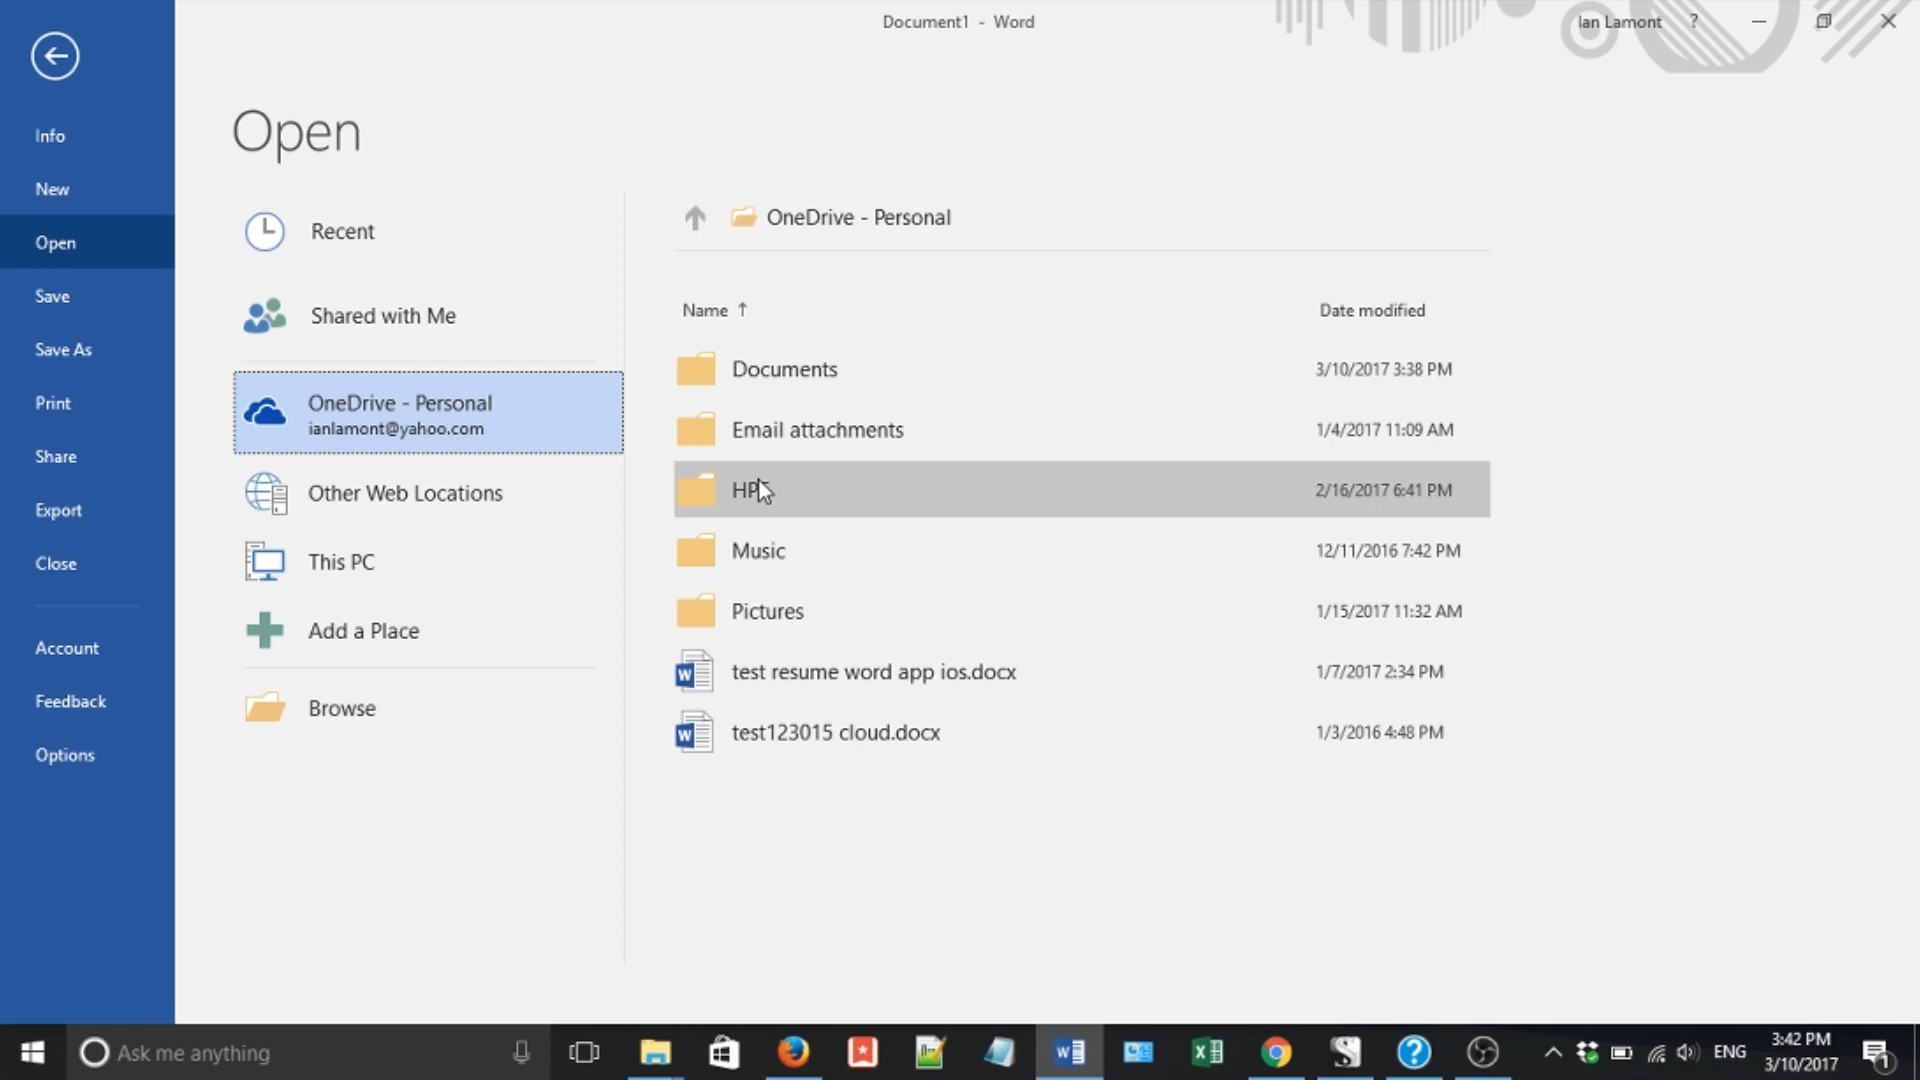 Document1 - Word
Ian Lamont ?
Info
New
Open
Save
Save As
Print
Share
Export
Close
Account
Feedback
Options
Open
Recent
Shared with Me
OneDrive - Personal
ianlamont@yahoo.com
Other Web Locations
This PC
Add a Place
Browse
OneDrive - Personal
Name Date modified
Documents 3/10/2017 3:38 PM
Email attachments 1/4/2017 11:09 AM
2/16/2017 6:41 PM
Music 12/11/2016 7:42 PM
Pictures 1/15/2017 11:32 AM
test resume word app ios.docx 1/7/2017 2:34 PM
test123015 cloud.docx 1/3/2016 4:48 PM
Ask me anything
ENG
3:42 PM
3/10/2017
1